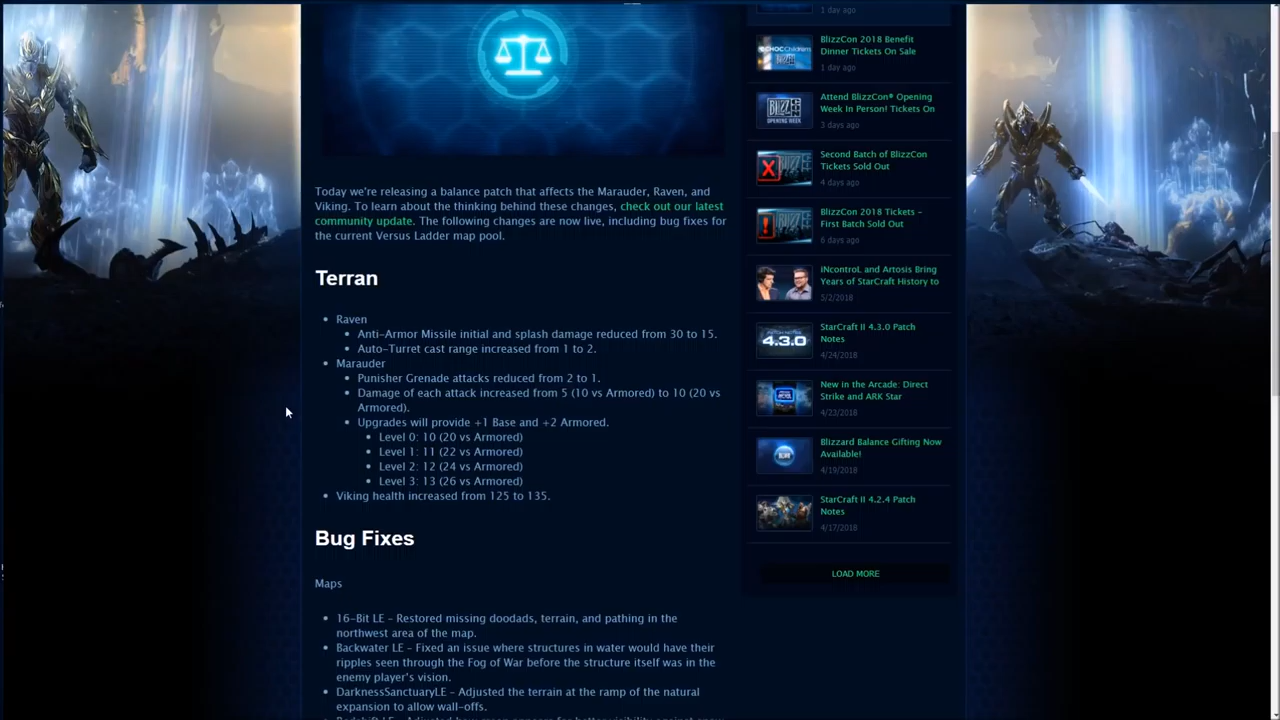 Today we're releasing a balance patch that affects the Marauder, Raven, and
Viking. To learn about the thinking behind these changes, check out our latest
community update. The following changes are now live, including bug fixes for
the current Versus Ladder map pool.
Terran
Raven
Anti-Armor Missile initial and splash damage reduced from 30 to 15.
Auto-Turret cast range increased from 1 to 2.
Marauder
Punisher Grenade attacks reduced from 2 to 1.
Damage of each attack increased from 5 (10 vs Armored) to 10 (20 vs
Armored).
Upgrades will provide +1 Base and +2 Armored.
Level 0: 10 (20 vs Armored)
Level 1: 11 (22 vs Armored)
Level 2: 12 (24 vs Armored)
Level 3: 13 (26 vs Armored)
Viking health increased from 125 to 135.
Bug Fixes
Maps
16-Bit LE – Restored missing doodads, terrain, and pathing in the
northwest area of the map.
Backwater LE – Fixed an issue where structures in water would have their
ripples seen through the Fog of War before the structure itself was in the
enemy player's vision.
DarknessSanctuaryLE – Adjusted the terrain at the ramp of the natural
expansion to allow wall-offs.
1 day ago
BlizzCon 2018 Benefit
Dinner Tickets On Sale
1 day ago
Attend BlizzCon® Opening
Week In Person! Tickets On
3 days ago
OPENING WEEK
Second Batch of BlizzCon
Tickets Sold Out
4 days ago
BlizzCon 2018 Tickets –
First Batch Sold Out
6 days ago
iNcontroL and Artosis Bring
Years of StarCraft History to
5/2/2018
StarCraft II 4.3.0 Patch
Notes
4/24/2018
PATCH NOTES
4.3.0
New in the Arcade: Direct
Strike and ARK Star
4/23/2018
Blizzard Balance Gifting Now
Available!
4/19/2018
StarCraft II 4.2.4 Patch
Notes
4/17/2018
LOAD MORE